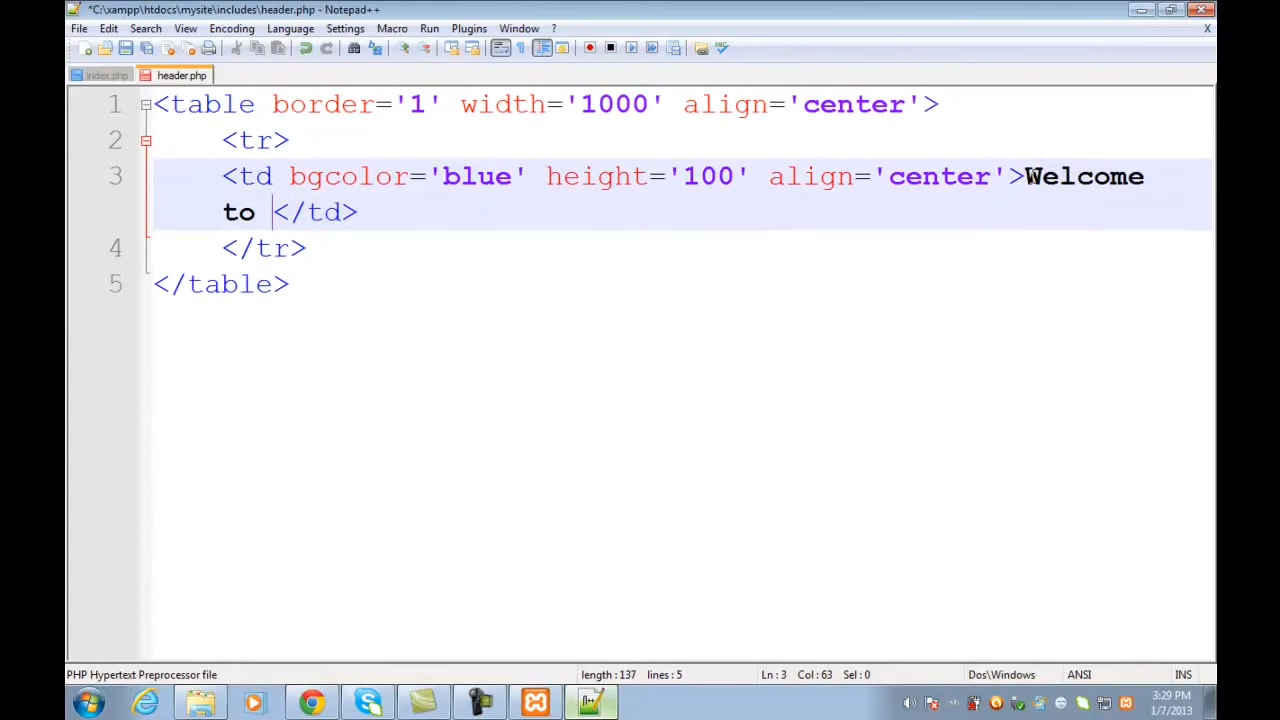 *C:\xampp\htdocs\mysite\includes\header.php - Notepad++
File Edit Search View Encoding Language Settings Macro Run Plugins Window ? X
index.php header.php
1 <table border='1' width='1000' align='center'>
2 <tr>
3 <td bgcolor='blue' height='100' align='center'>Welcome
to </td>
4 </tr>
5 </table>
PHP Hypertext Preprocessor file length : 137 lines : 5 Ln : 3 Col : 63 Sel : 0 Dos\Windows ANSI INS
3:29 PM
1/7/2013